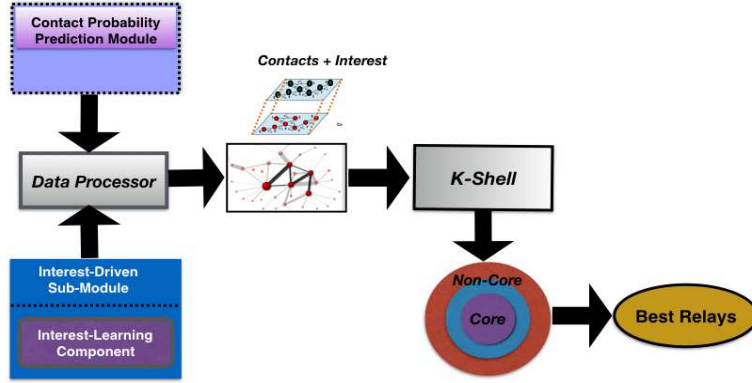 Contact Probability
Prediction Module
Contacts + Interest
Data Processor
K-Shell
Interest-Driven
Sub-Module
Interest-Learning
Component
Non-Core
Core
Best Relays